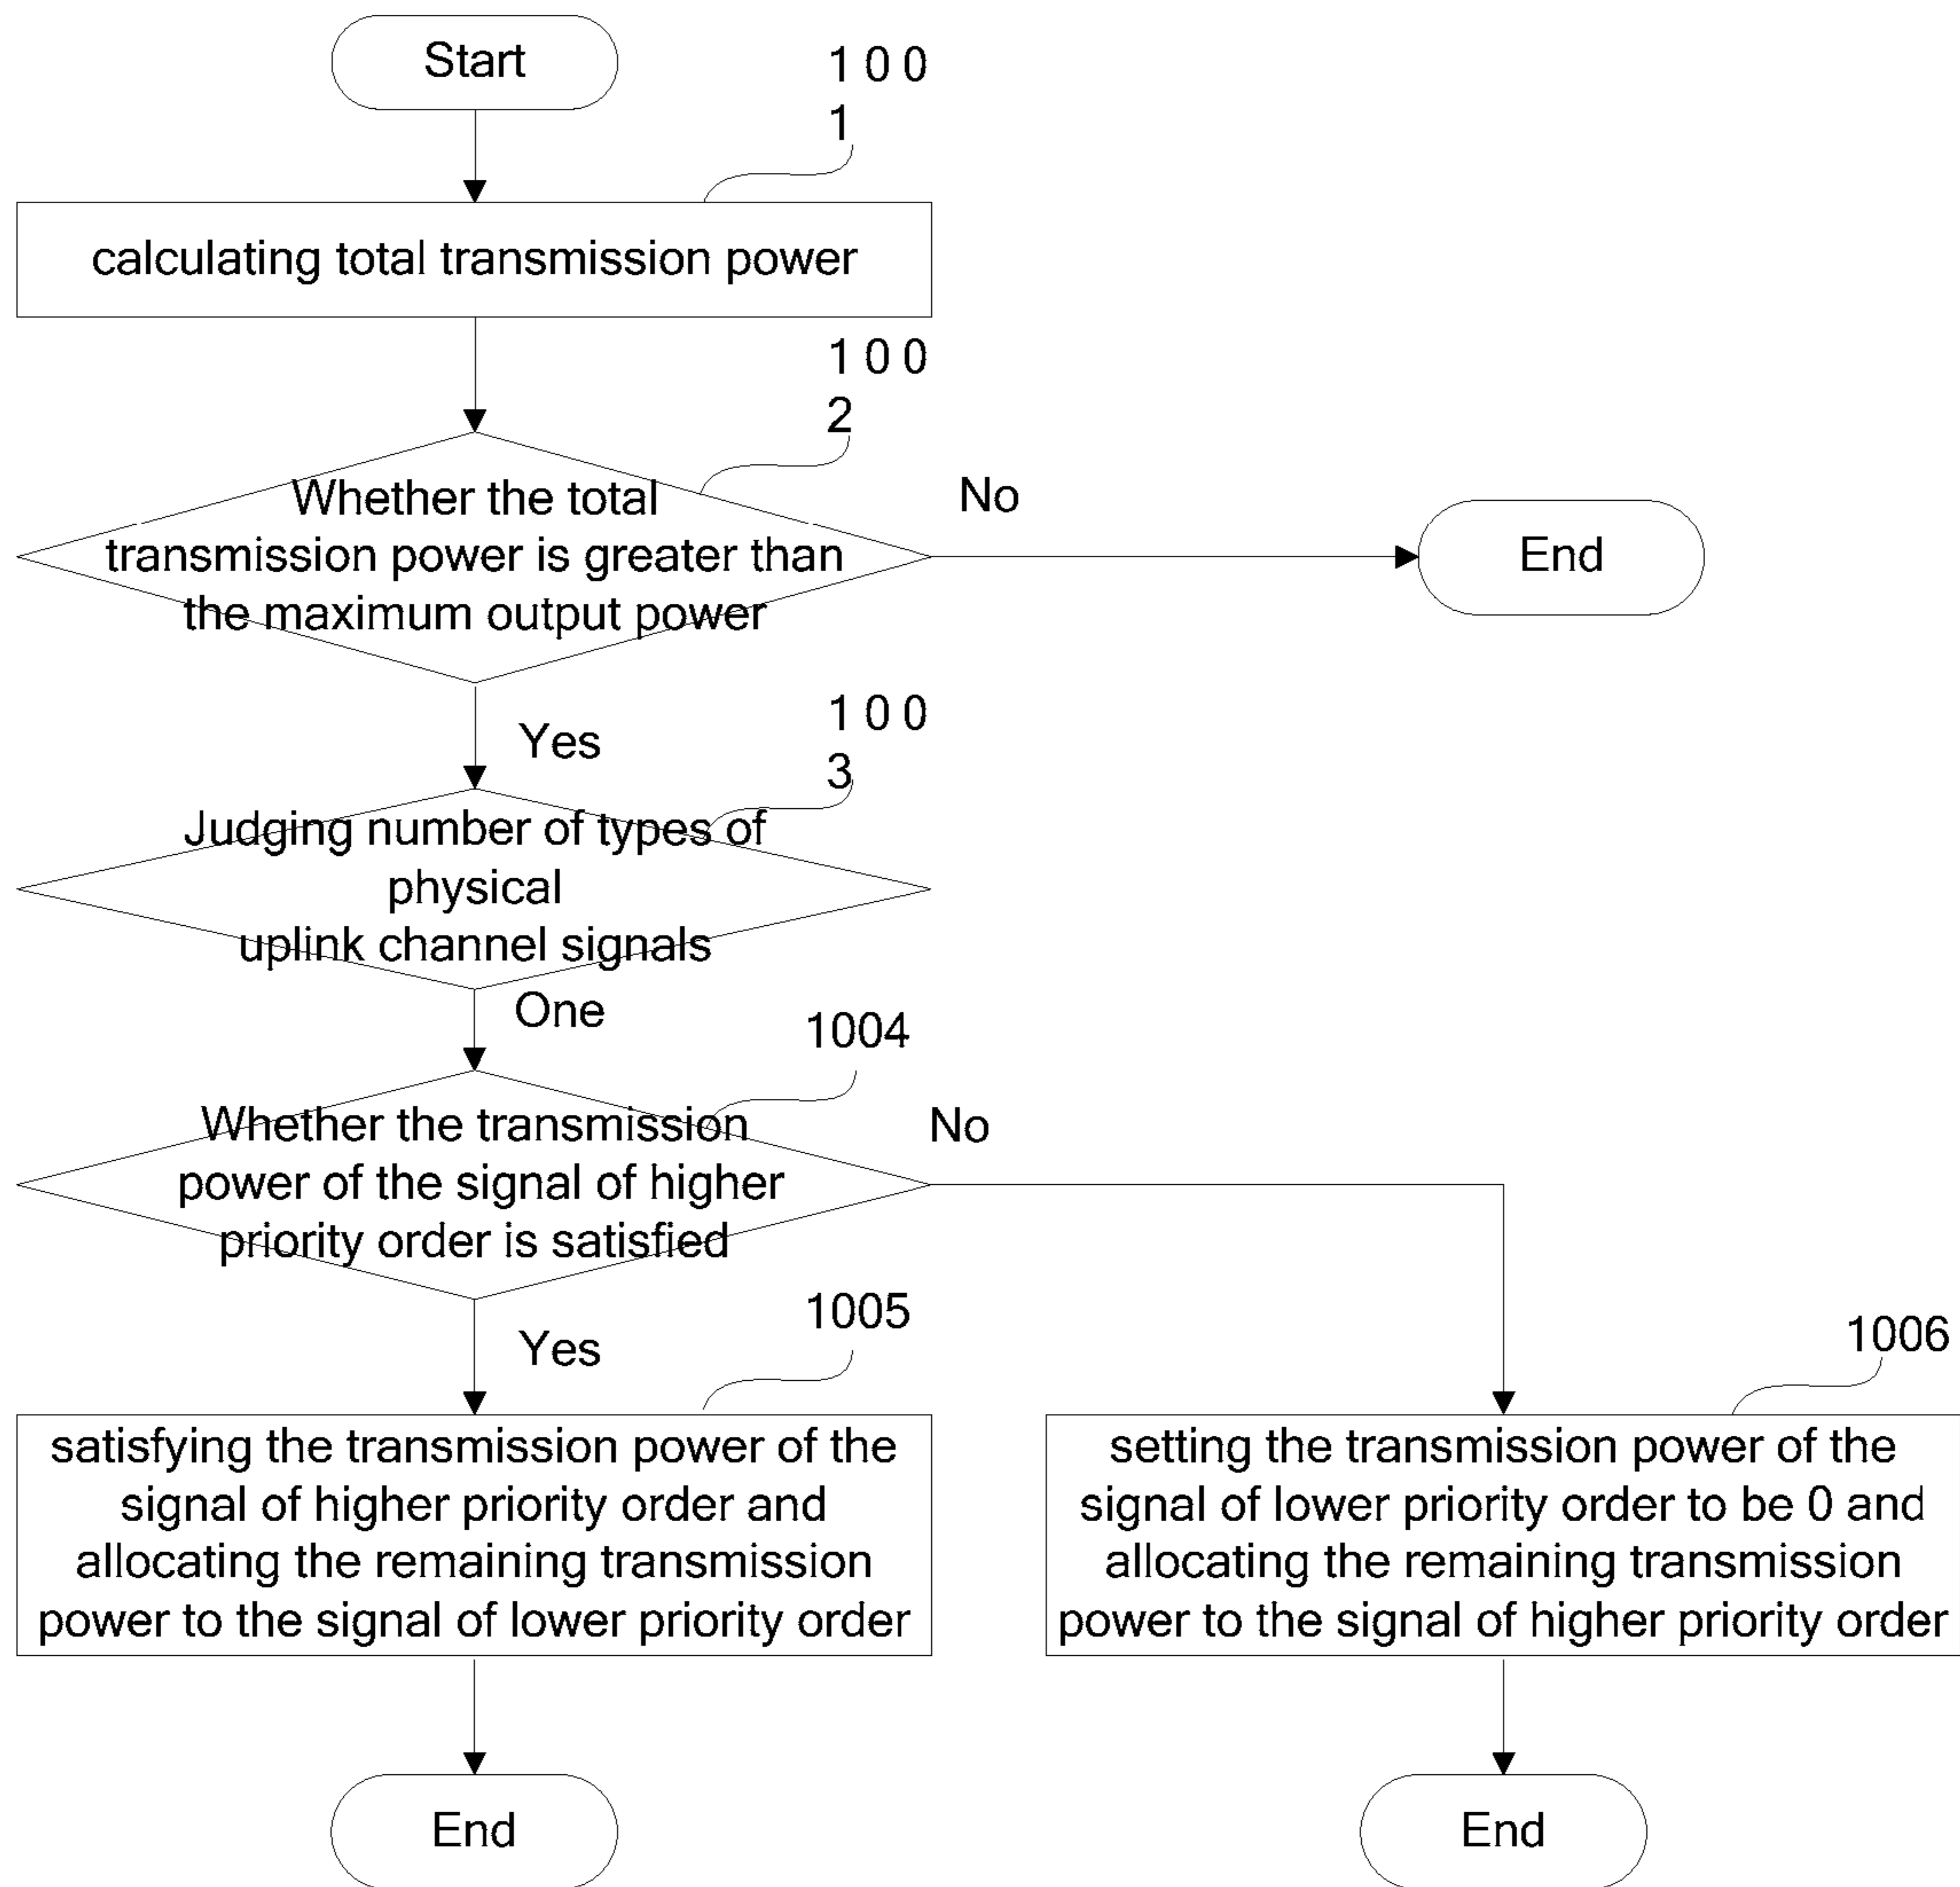 Start
1 0 0
1
calculating total transmission power
1 0 0
2
Whether the total
transmission power is greater than
the maximum output power
No
End
Yes
1 0 0
3
Judging number of types of
physical
uplink channel signals
One
1004
Whether the transmission
power of the signal of higher
priority order is satisfied
No
Yes
1005
satisfying the transmission power of the
signal of higher priority order and
allocating the remaining transmission
power to the signal of lower priority order
1006
setting the transmission power of the
signal of lower priority order to be 0 and
allocating the remaining transmission
power to the signal of higher priority order
End
End